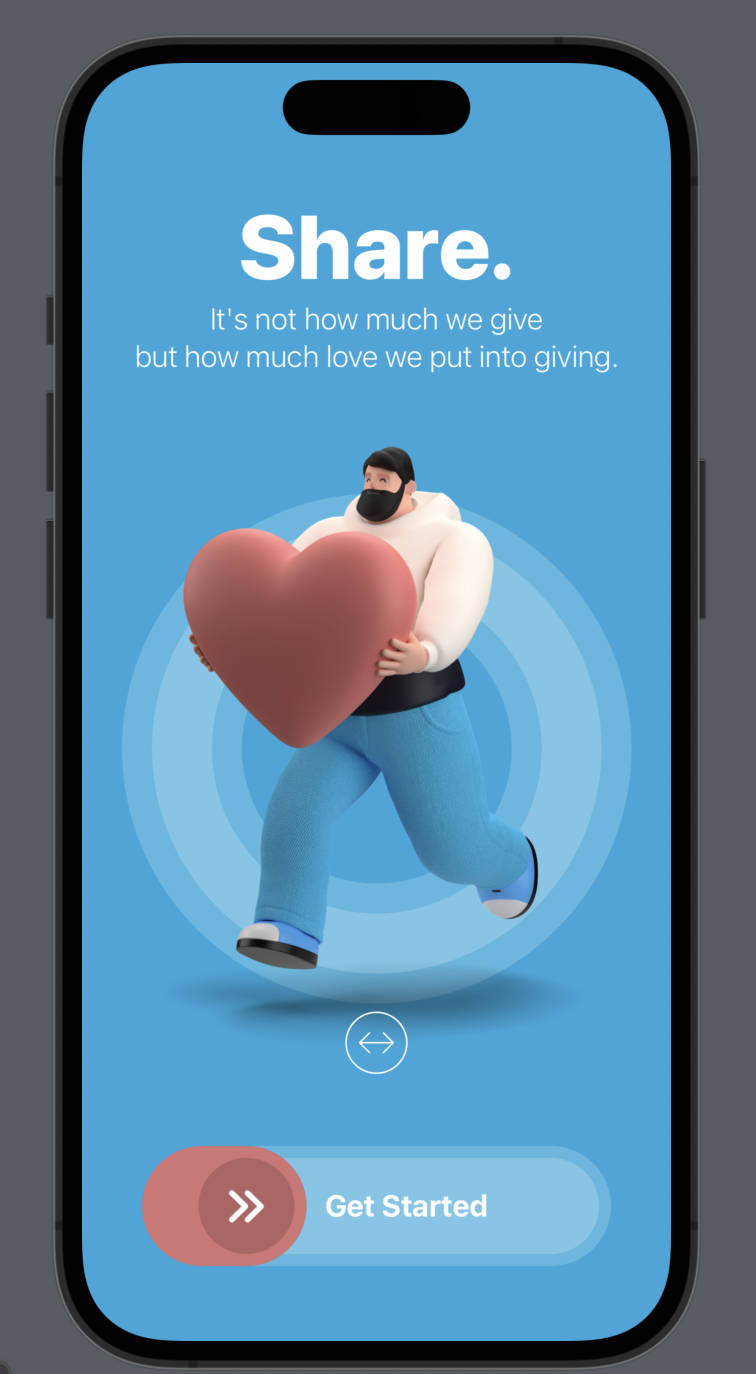 Share.
It's not how much we give
but how much love we put into giving.
Get Started